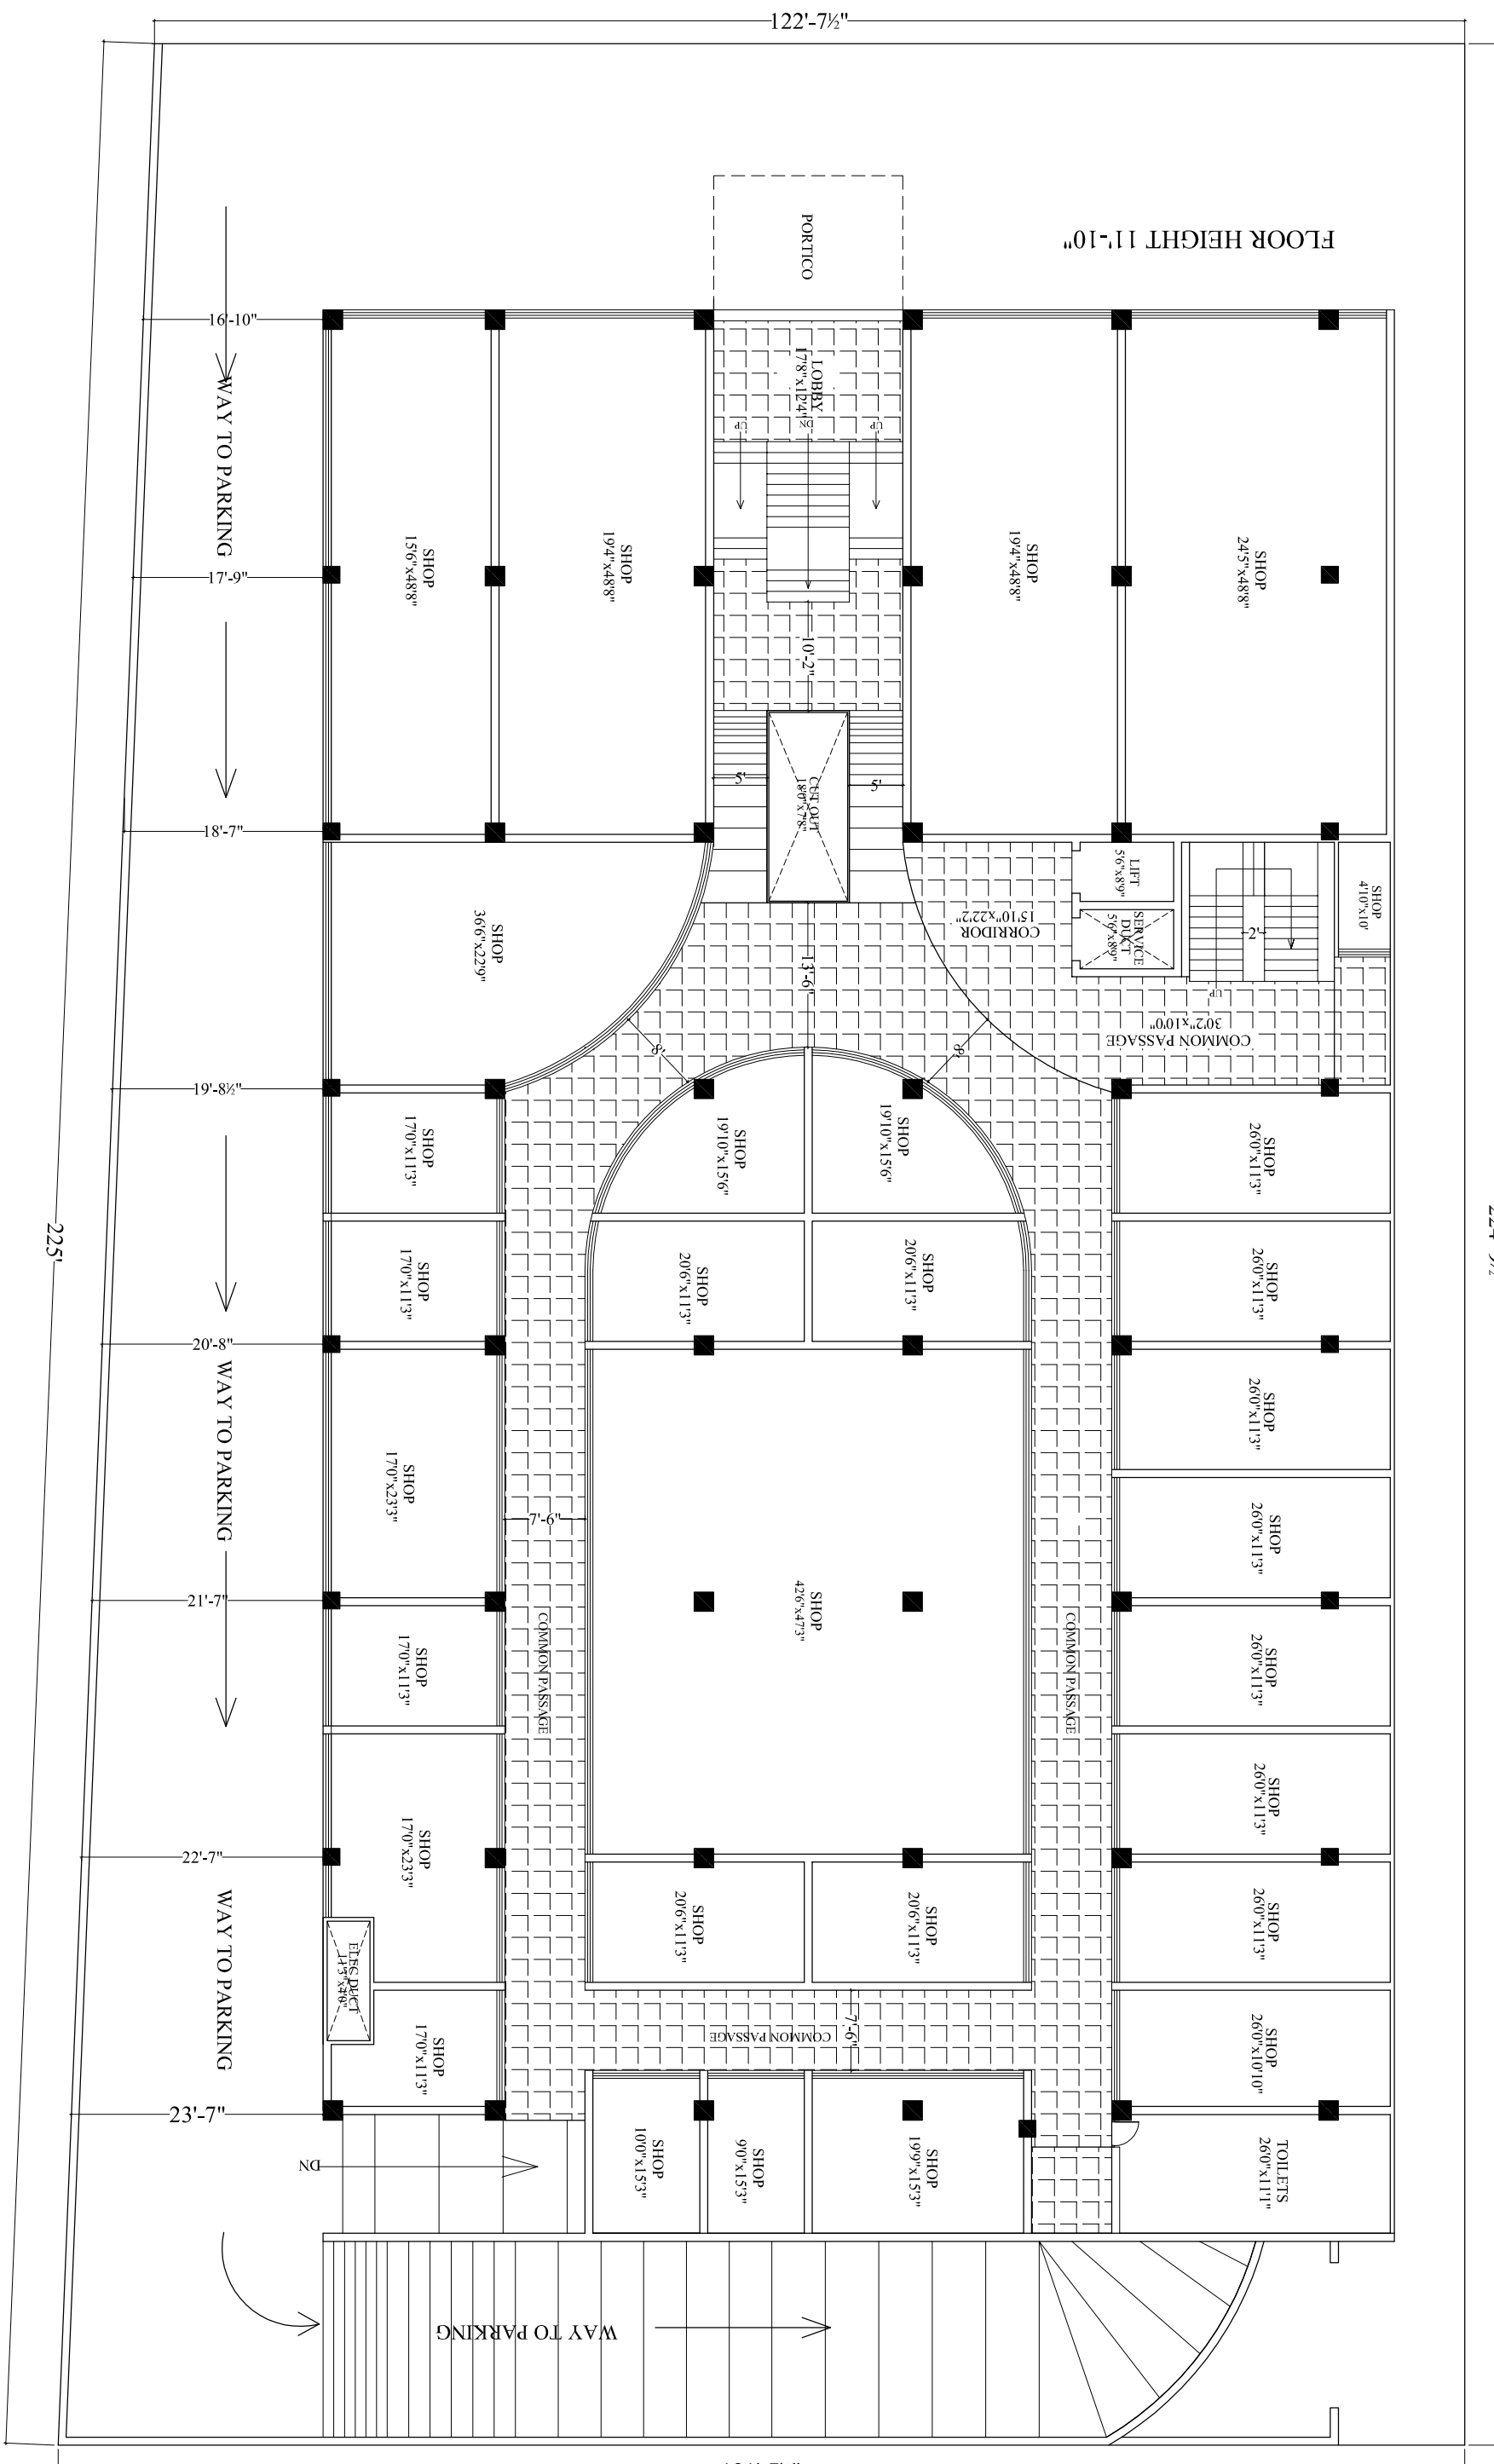 122'-7½"
FLOOR HEIGHT 11'-10"
PORTICO
16'-10"
LOBBY
17'8"x12'4"
UP
DN
UP
WAY TO PARKING
SHOP
15'6"x48'8"
SHOP
19'4"x48'8"
SHOP
19'4"x48'8"
SHOP
24'5"x48'8"
17'-9"
10'-2"
5'
CUT OUT
18'0"x7'8"
5'
18'-7"
LIFT
5'6"x8'9"
SHOP
4'10"x10'
SHOP
36'6"x22'9"
CORRIDOR
15'10"x22'2"
SERVICE
DUCT
5'6"x8'9"
2'
13'-6"
UP
COMMON PASSAGE
30'2"x10'0"
8'
8'
19'-8½"
SHOP
17'0"x11'3"
SHOP
19'10"x15'6"
SHOP
19'10"x15'6"
SHOP
26'0"x11'3"
225'
SHOP
17'0"x11'3"
SHOP
20'6"x11'3"
SHOP
20'6"x11'3"
SHOP
26'0"x11'3"
20'-8"
WAY TO PARKING
SHOP
26'0"x11'3"
SHOP
17'0"x23'3"
7'-6"
SHOP
26'0"x11'3"
21'-7"
SHOP
42'6"x47'3"
SHOP
17'0"x11'3"
COMMON PASSAGE
COMMON PASSAGE
SHOP
26'0"x11'3"
SHOP
26'0"x11'3"
22'-7"
SHOP
17'0"x23'3"
WAY TO PARKING
SHOP
20'6"x11'3"
SHOP
20'6"x11'3"
SHOP
26'0"x11'3"
ELEC DUCT
11'3"x4'0"
SHOP
17'0"x11'3"
COMMON PASSAGE
7'-6"
SHOP
26'0"x10'10"
23'-7"
DN
SHOP
10'0"x15'3"
SHOP
9'0"x15'3"
SHOP
19'9"x15'3"
TOILETS
26'0"x11'1"
WAY TO PARKING